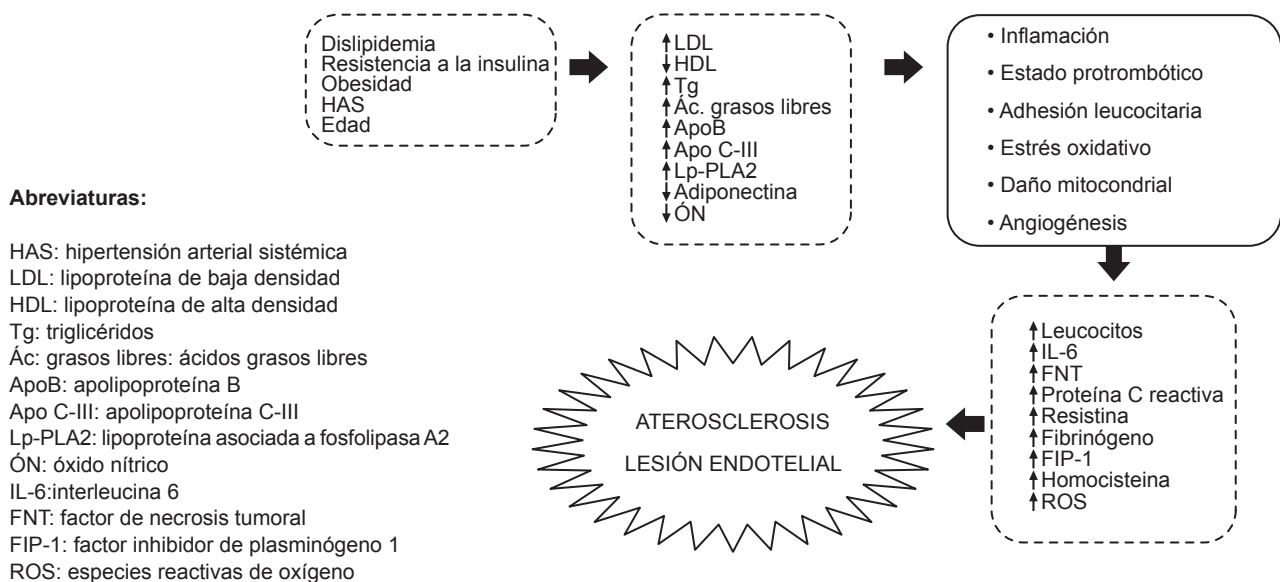 Dislipidemia
Resistencia a la insulina
Obesidad
HAS
Edad
↑LDL
↓HDL
↑Tg
↑Ác. grasos libres
↑ApoB
↑Apo C-III
↑Lp-PLA2
↓Adiponectina
↓ÓN
• Inflamación
• Estado protrombótico
• Adhesión leucocitaria
• Estrés oxidativo
• Daño mitocondrial
• Angiogénesis
↑Leucocitos
↑IL-6
↑FNT
↑Proteína C reactiva
↑Resistina
↑Fibrinógeno
↑FIP-1
↑Homocisteina
↑ROS
ATEROSCLEROSIS
LESIÓN ENDOTELIAL
Abreviaturas:
HAS: hipertensión arterial sistémica
LDL: lipoproteína de baja densidad
HDL: lipoproteína de alta densidad
Tg: triglicéridos
Ác: grasos libres: ácidos grasos libres
ApoB: apolipoproteína B
Apo C-III: apolipoproteína C-III
Lp-PLA2: lipoproteína asociada a fosfolipasa A2
ÓN: óxido nítrico
IL-6:interleucina 6
FNT: factor de necrosis tumoral
FIP-1: factor inhibidor de plasminógeno 1
ROS: especies reactivas de oxígeno